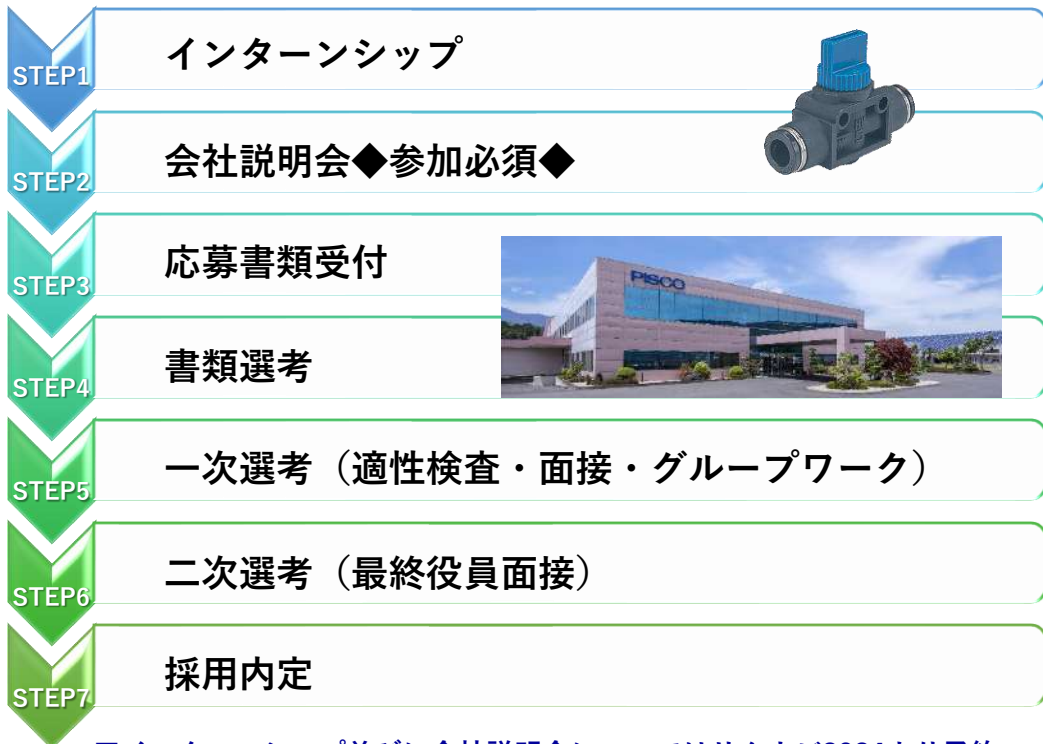 STEP1
インターンシップ
STEP2
会社説明会◆参加必須◆
STEP3
応募書類受付
PISCO
STEP4
書類選考
STEP5
一次選考（適性検査・面接・グループワーク）
STEP6
二次選考（最終役員面接）
STEP7
採用内定